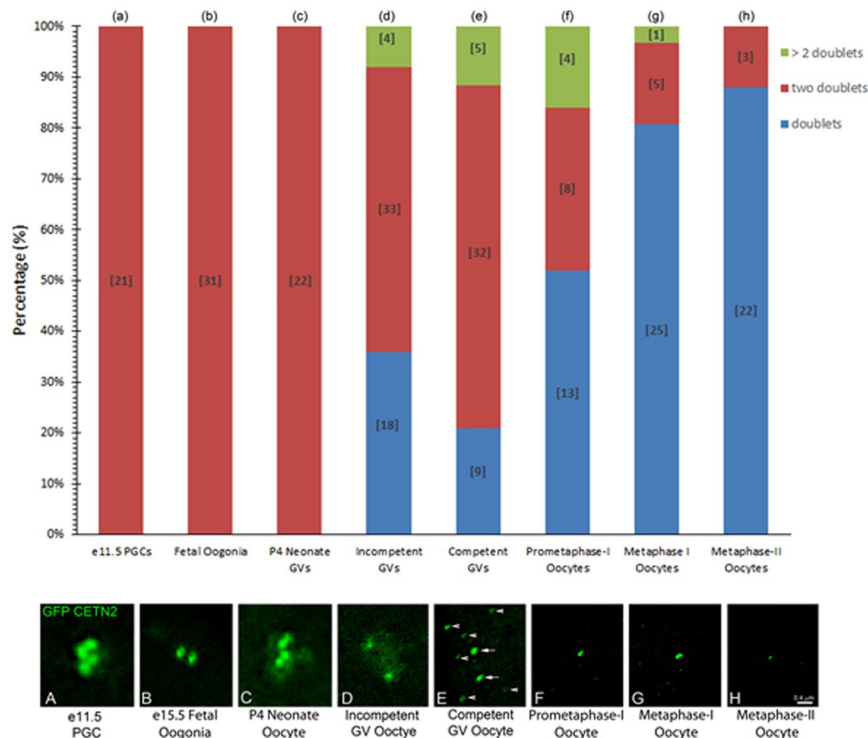 (a) (b) (c) (d) (e) (f) (g) (h)
100%
90%
80%
70%
60%
50%
40%
30%
20%
10%
0%
Percentage (%)
[21]
[31]
[22]
[4]
[33]
[18]
[5]
[32]
[9]
[4]
[8]
[13]
[1]
[5]
[25]
[3]
[22]
> 2 doublets
two doublets
doublets
e11.5 PGCs
Fetal Oogonia
P4 Neonate
GVs
Incompetent
GVs
Competent
GVs
Prometaphase-I
Oocytes
Metaphase I
Oocytes
Metaphase-II
Oocytes
GFP CETN2
A B C D E F G H
0.4 µm
e11.5
PGC
e15.5 Fetal
Oogonia
P4 Neonate
Oocyte
Incompetent
GV Ooctye
Competent
GV Oocyte
Prometaphase-I
Oocyte
Metaphase-I
Oocyte
Metaphase-II
Oocyte